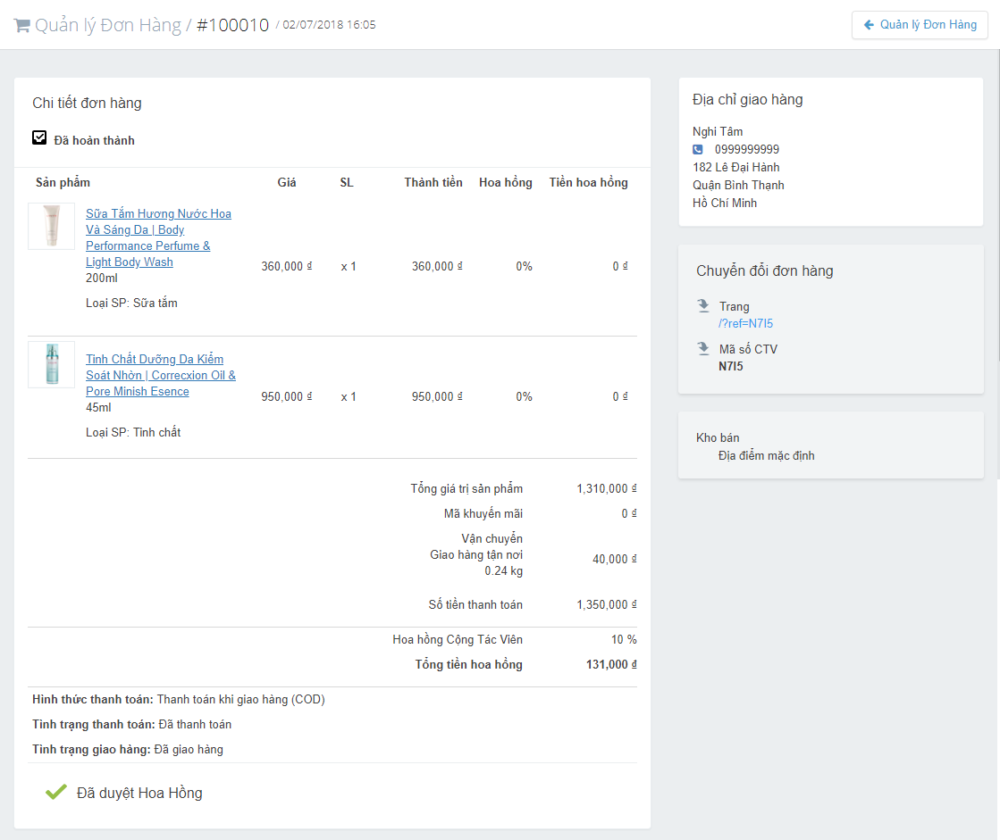 Quản lý Đơn Hàng / #100010 / 02/07/2018 16:05
Quản lý Đơn Hàng
Chi tiết đơn hàng
Đã hoàn thành
Sản phẩm Giá SL Thành tiền Hoa hồng Tiền hoa hồng
Sữa Tắm Hương Nước Hoa
Và Sáng Da | Body
Performance Perfume &
Light Body Wash
200ml
Loại SP: Sữa tắm
360,000 ₫ x 1 360,000 ₫ 0% 0 ₫
Tinh Chất Dưỡng Da Kiểm
Soát Nhờn | Correcxion Oil &
Pore Minish Esence
45ml
Loại SP: Tinh chất
950,000 ₫ x 1 950,000 ₫ 0% 0 ₫
Tổng giá trị sản phẩm 1,310,000 ₫
Mã khuyến mãi 0 ₫
Vận chuyển
Giao hàng tận nơi
0.24 kg
40,000 ₫
Số tiền thanh toán 1,350,000 ₫
Hoa hồng Cộng Tác Viên 10 %
Tổng tiền hoa hồng 131,000 ₫
Hình thức thanh toán: Thanh toán khi giao hàng (COD)
Tình trạng thanh toán: Đã thanh toán
Tình trạng giao hàng: Đã giao hàng
Đã duyệt Hoa Hồng
Địa chỉ giao hàng
Nghi Tâm
0999999999
182 Lê Đại Hành
Quận Bình Thạnh
Hồ Chí Minh
Chuyển đổi đơn hàng
Trang
/?ref=N7I5
Mã số CTV
N7I5
Kho bán
Địa điểm mặc định